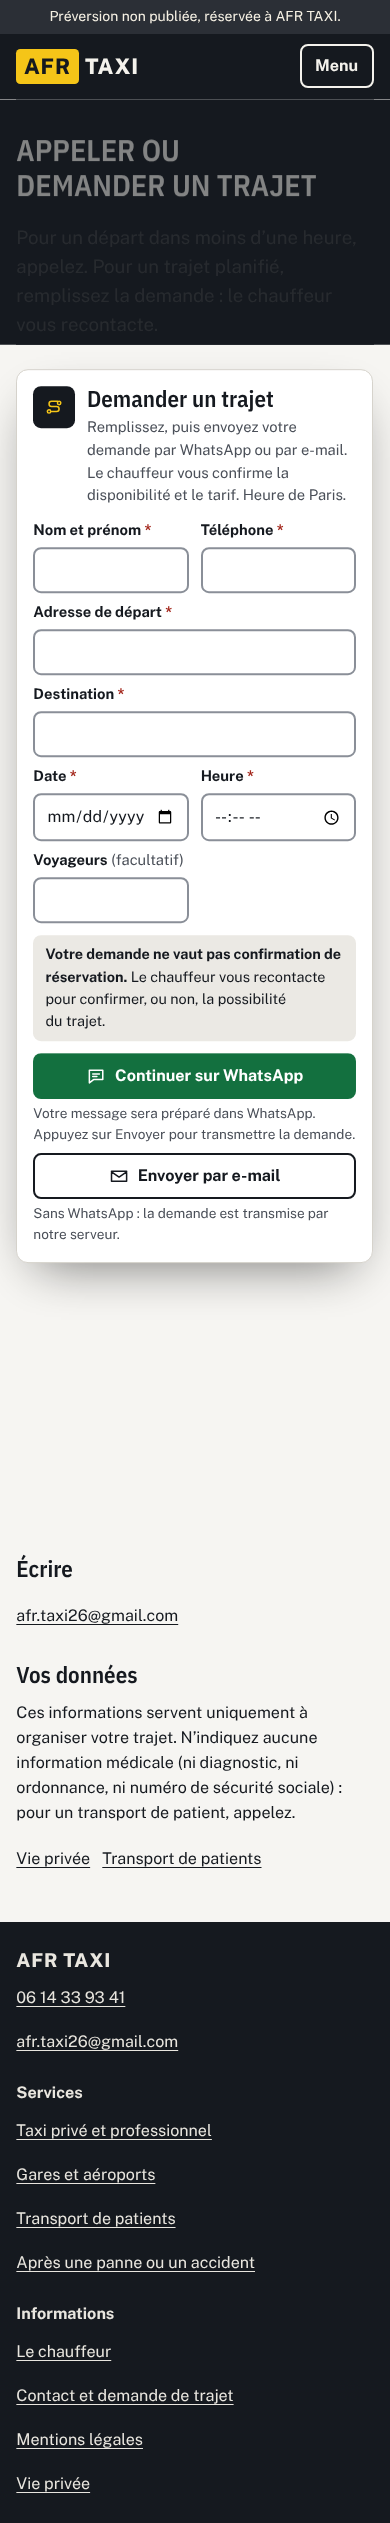 Préversion non publiée, réservée à AFR TAXI.
AFR TAXI
Menu
APPELER OU
DEMANDER UN TRAJET
Pour un départ dans moins d'une heure,
appelez. Pour un trajet planifié,
remplissez la demande : le chauffeur
vous recontacte.
Demander un trajet
Remplissez, puis envoyez votre
demande par WhatsApp ou par e-mail.
Le chauffeur vous confirme la
disponibilité et le tarif. Heure de Paris.
Nom et prénom * Téléphone *
Adresse de départ *
Destination *
Date * Heure *
mm/dd/yyyy --:-- --
Voyageurs (facultatif)
Votre demande ne vaut pas confirmation de
réservation. Le chauffeur vous recontacte
pour confirmer, ou non, la possibilité
du trajet.
Continuer sur WhatsApp
Votre message sera préparé dans WhatsApp.
Appuyez sur Envoyer pour transmettre la demande.
Envoyer par e-mail
Sans WhatsApp : la demande est transmise par
notre serveur.
Écrire
afr.taxi26@gmail.com
Vos données
Ces informations servent uniquement à
organiser votre trajet. N'indiquez aucune
information médicale (ni diagnostic, ni
ordonnance, ni numéro de sécurité sociale) :
pour un transport de patient, appelez.
Vie privée Transport de patients
AFR TAXI
06 14 33 93 41
afr.taxi26@gmail.com
Services
Taxi privé et professionnel
Gares et aéroports
Transport de patients
Après une panne ou un accident
Informations
Le chauffeur
Contact et demande de trajet
Mentions légales
Vie privée